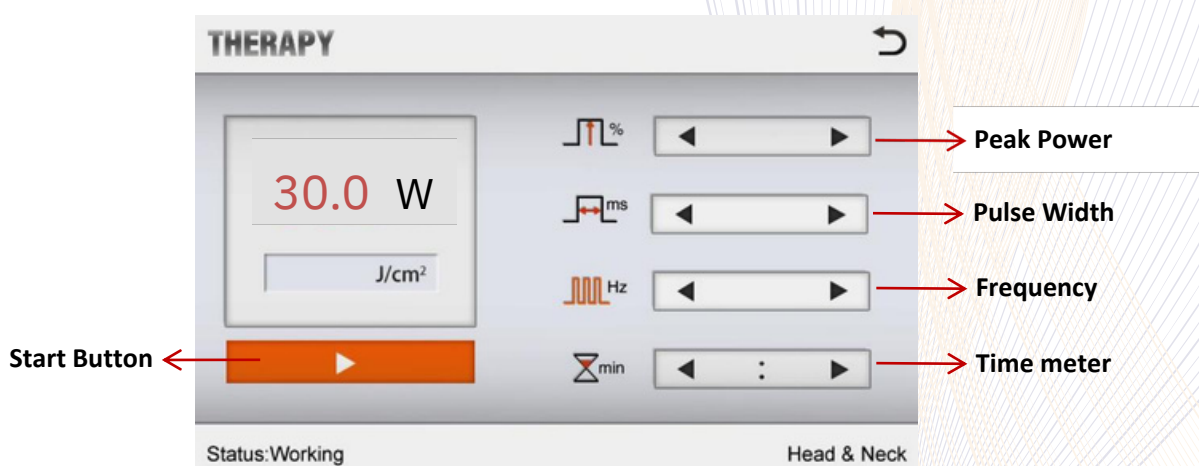 THERAPY
%
Peak Power
30.0 W
ms
Pulse Width
J/cm²
Hz
Frequency
Start Button
min
:
Time meter
Status:Working
Head & Neck